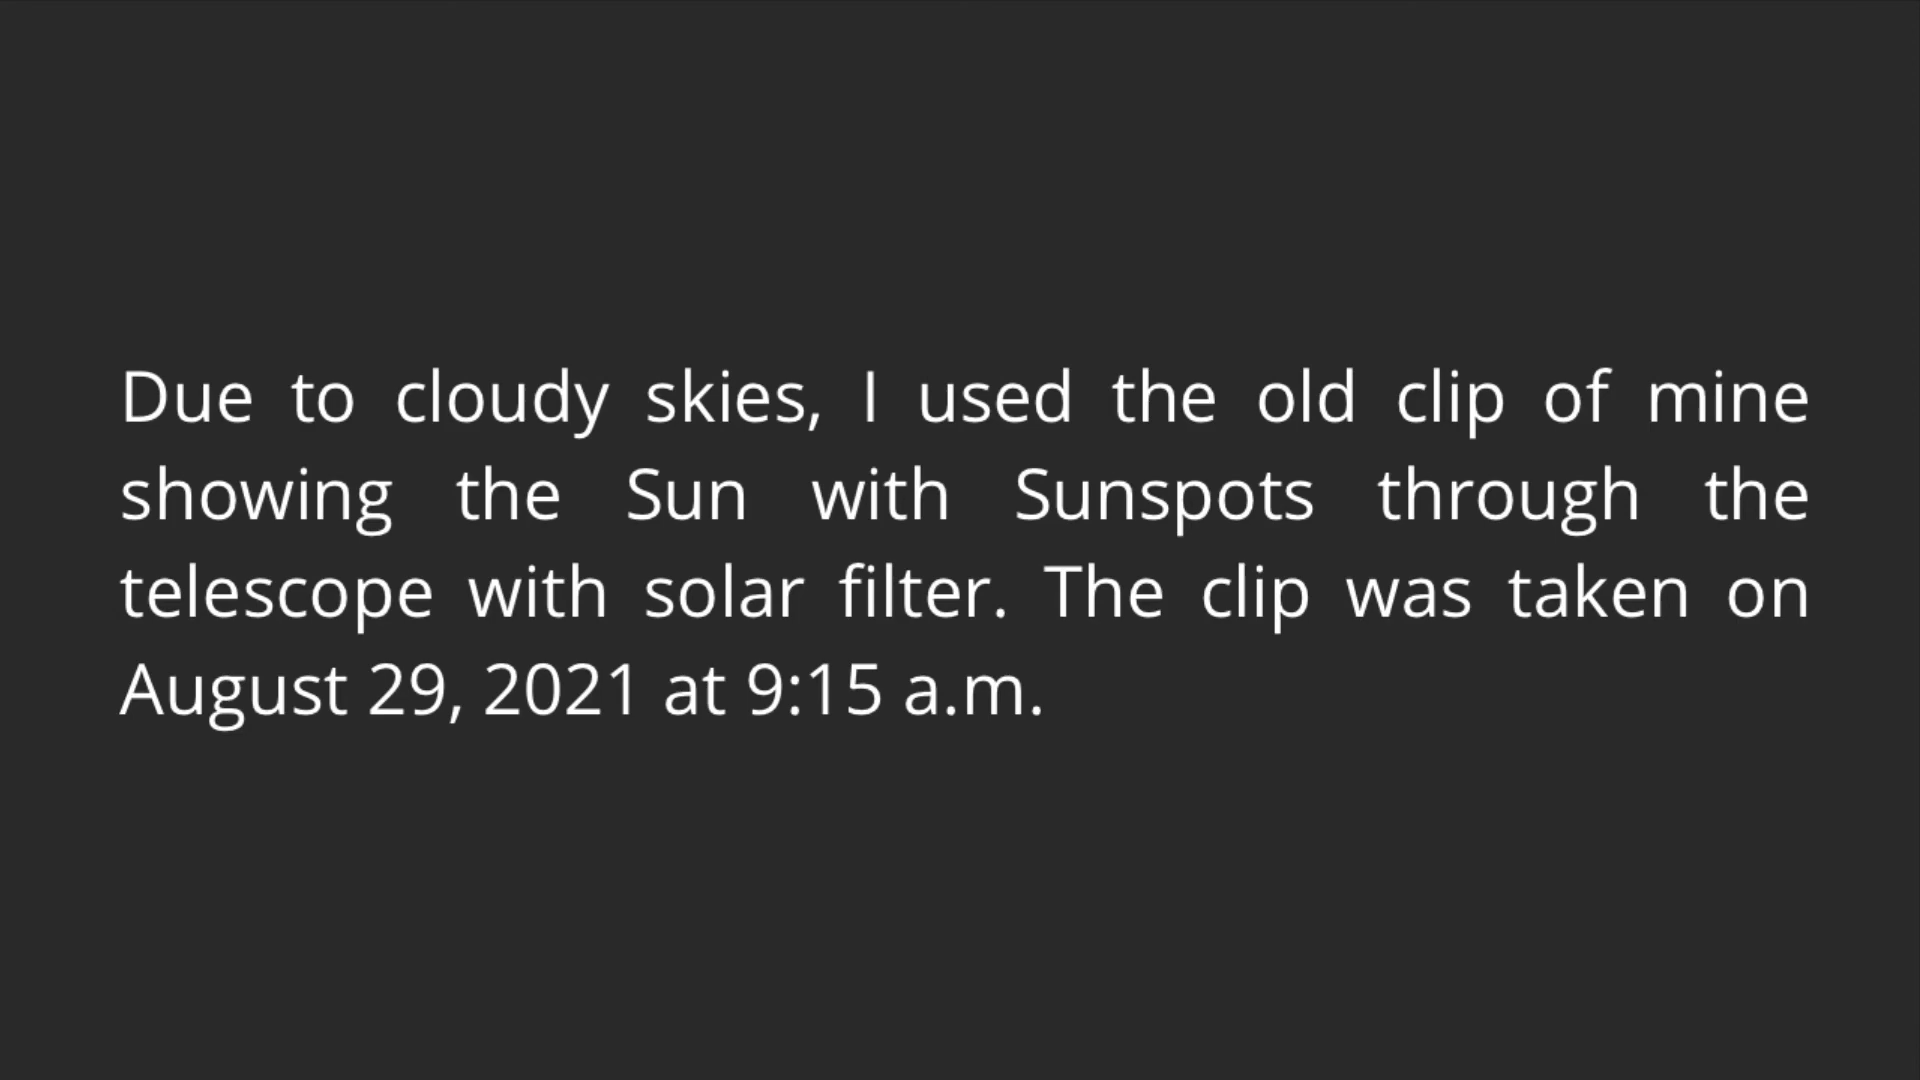 Due to cloudy skies, I used the old clip of mine
showing the Sun with Sunspots through the
telescope with solar filter. The clip was taken on
August 29, 2021 at 9:15 a.m.